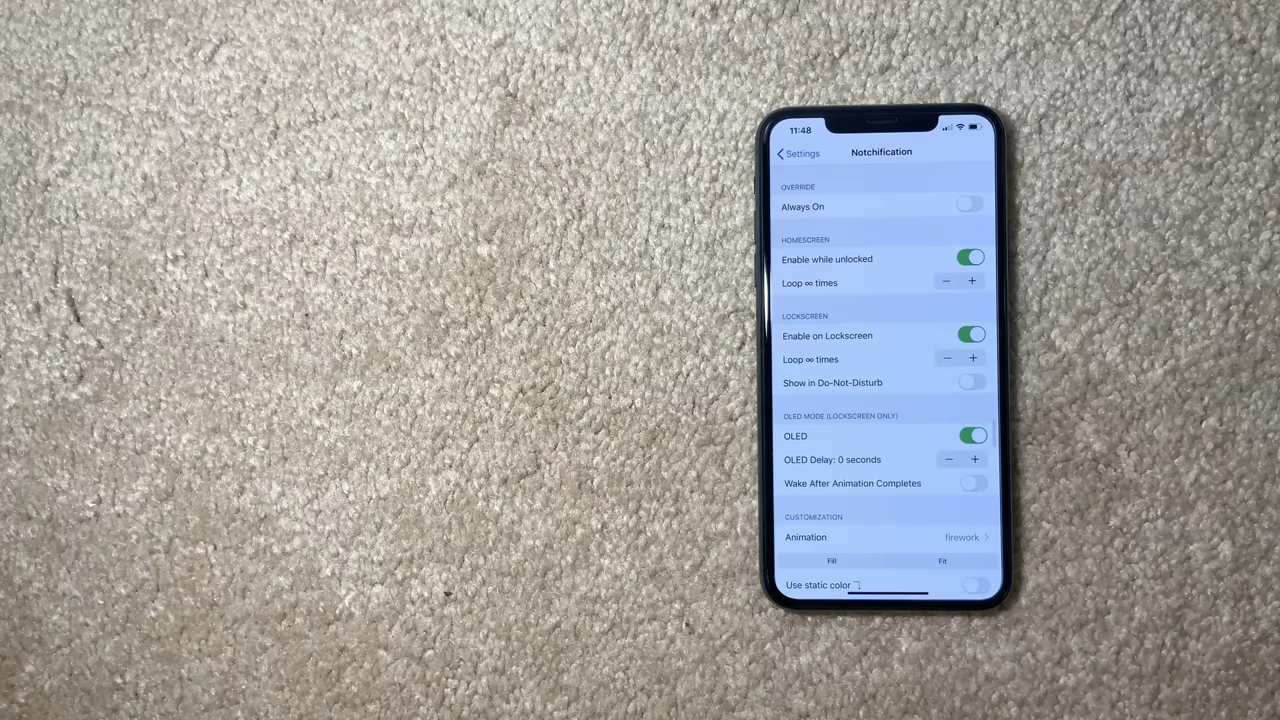 11:48
Settings
Notchification
OVERRIDE
Always On
HOMESCREEN
Enable while unlocked
Loop ∞ times
− +
LOCKSCREEN
Enable on Lockscreen
Loop ∞ times
− +
Show in Do-Not-Disturb
OLED MODE (LOCKSCREEN ONLY)
OLED
OLED Delay: 0 seconds
− +
Wake After Animation Completes
CUSTOMIZATION
Animation firework
Fill Fit
Use static color